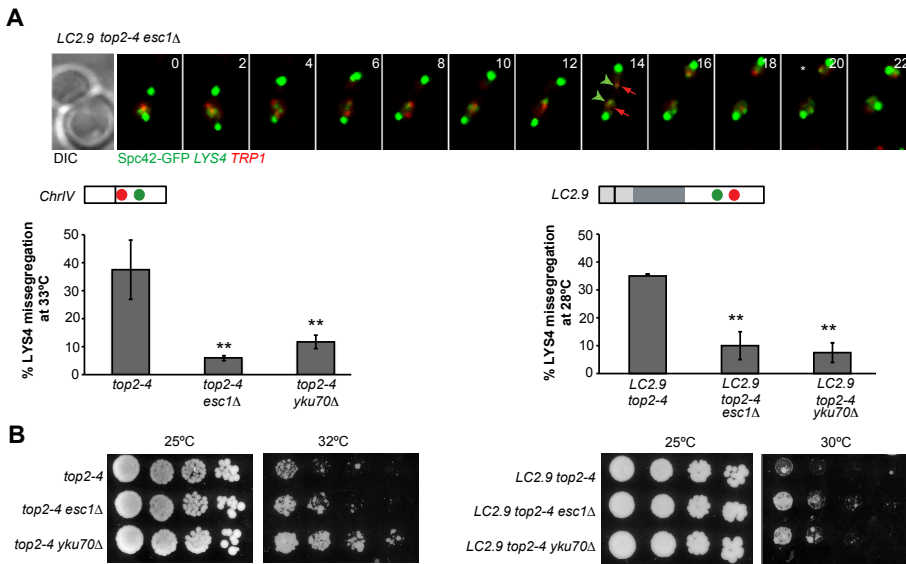 A
LC2.9 top2-4 esc1Δ
0 2 4 6 8 10 12 14 16 18 * 20 22
DIC
Spc42-GFP LYS4 TRP1
ChrIV
% LYS4 missegregation
at 33ºC
50
40
30
20
10
0
**
**
top2-4
top2-4
esc1Δ
top2-4
yku70Δ
LC2.9
% LYS4 missegregation
at 28ºC
50
40
30
20
10
0
**
**
LC2.9
top2-4
LC2.9
top2-4
esc1Δ
LC2.9
top2-4
yku70Δ
B
25ºC 32ºC
top2-4
top2-4 esc1Δ
top2-4 yku70Δ
25ºC 30ºC
LC2.9 top2-4
LC2.9 top2-4 esc1Δ
LC2.9 top2-4 yku70Δ